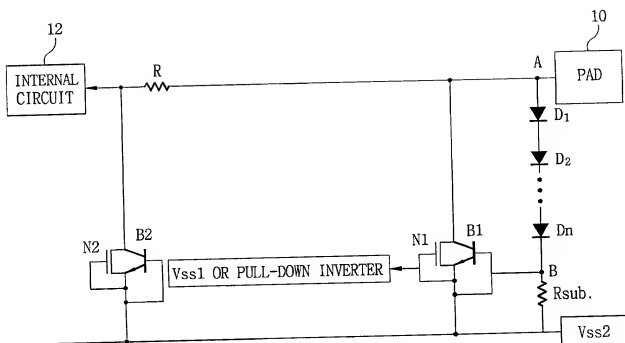 12
10
INTERNAL
CIRCUIT
R
A
PAD
D1
D2
Dn
N2
B2
Vss1 OR PULL-DOWN INVERTER
N1
B1
B
Rsub.
Vss2